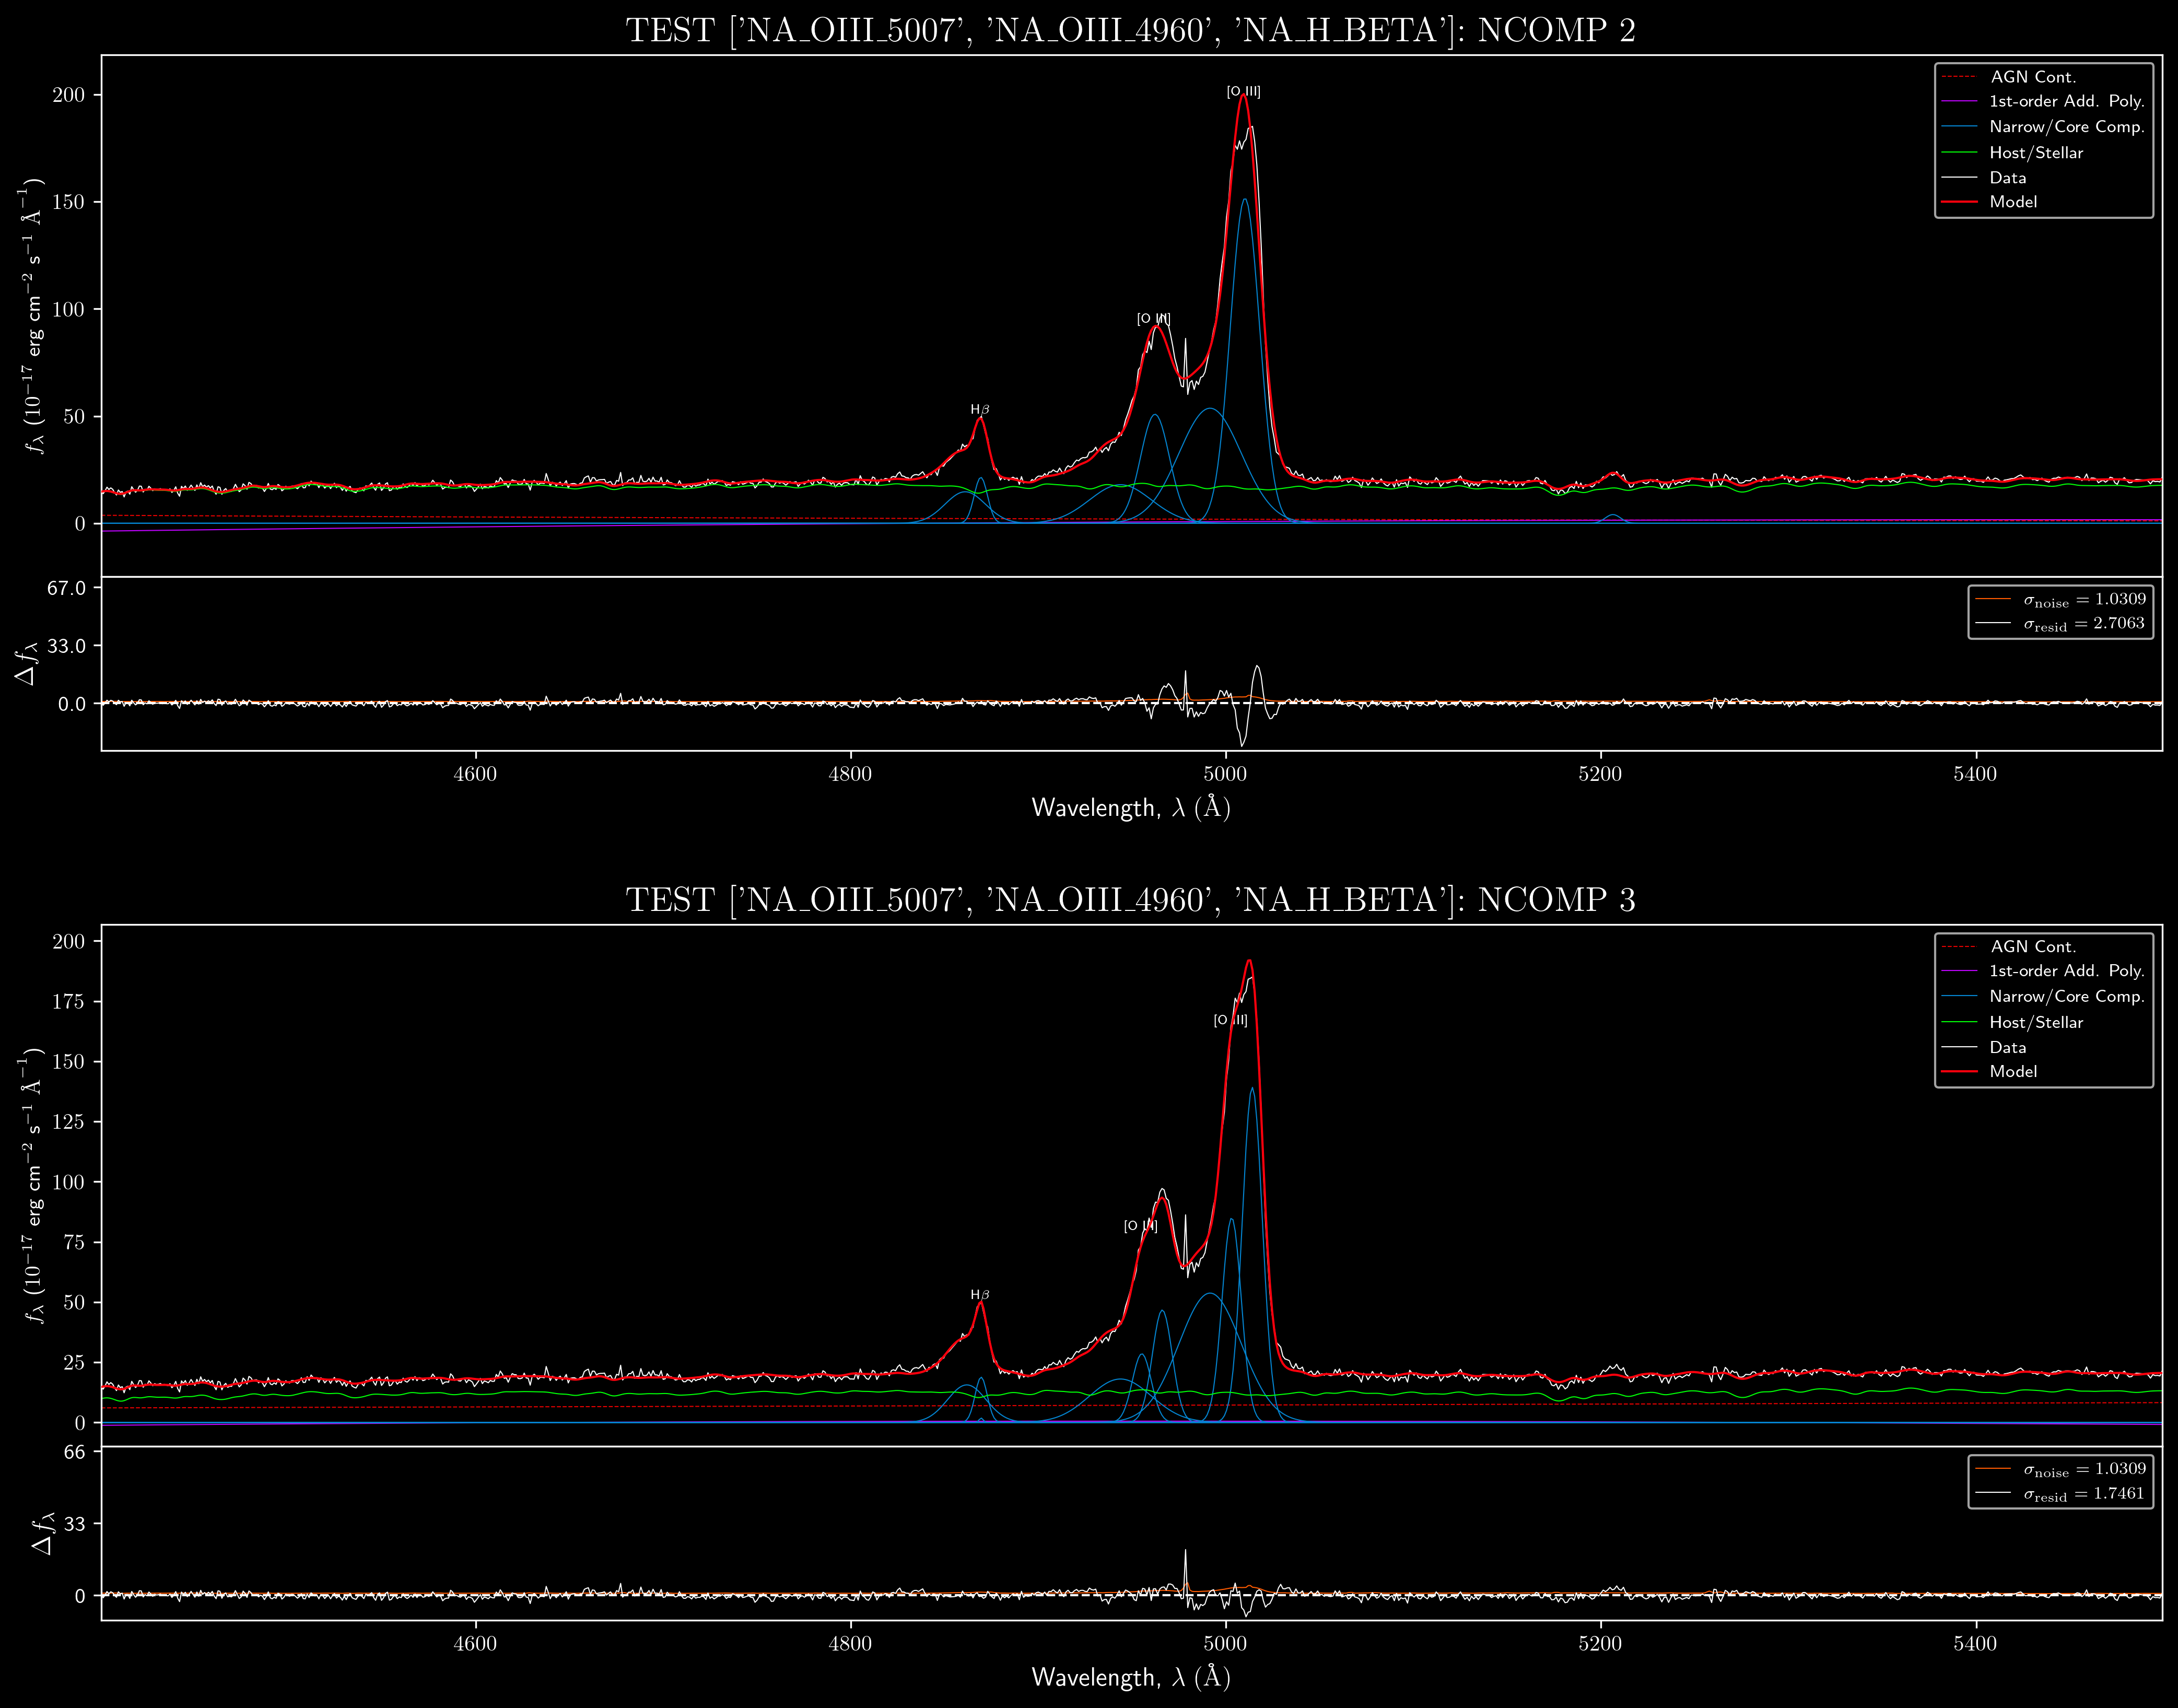 TEST ['NA_OIII_5007', 'NA_OIII_4960', 'NA_H_BETA']: NCOMP 2
200
150
100
50
0
fλ (10⁻¹⁷ erg cm⁻² s⁻¹ Å⁻¹)
[O III]
[O III]
Hβ
AGN Cont.
1st-order Add. Poly.
Narrow/Core Comp.
Host/Stellar
Data
Model
67.0
33.0
0.0
Δfλ
σnoise = 1.0309
σresid = 2.7063
4600 4800 5000 5200 5400
Wavelength, λ (Å)
TEST ['NA_OIII_5007', 'NA_OIII_4960', 'NA_H_BETA']: NCOMP 3
200
175
150
125
100
75
50
25
0
fλ (10⁻¹⁷ erg cm⁻² s⁻¹ Å⁻¹)
[O III]
[O III]
Hβ
AGN Cont.
1st-order Add. Poly.
Narrow/Core Comp.
Host/Stellar
Data
Model
66
33
0
Δfλ
σnoise = 1.0309
σresid = 1.7461
4600 4800 5000 5200 5400
Wavelength, λ (Å)